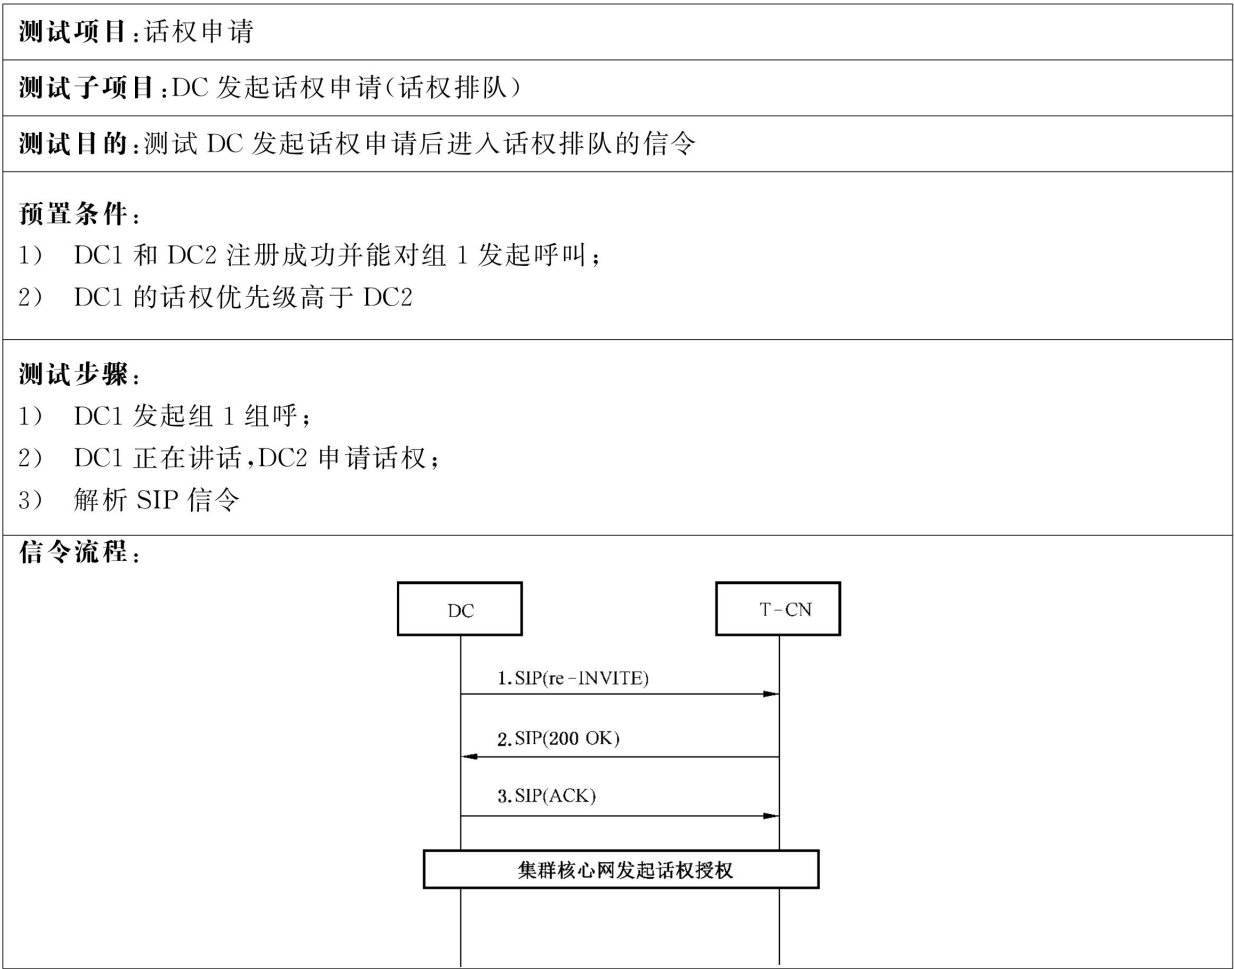 测试项目:话权申请
测试子项目:DC 发起话权申请(话权排队)
测试目的:测试 DC 发起话权申请后进入话权排队的信令
预置条件:
1) DC1 和 DC2 注册成功并能对组 1 发起呼叫;
2) DC1 的话权优先级高于 DC2
测试步骤:
1) DC1 发起组 1 组呼;
2) DC1 正在讲话,DC2 申请话权;
3) 解析 SIP 信令
信令流程:
DC
T-CN
1.SIP(re-INVITE)
2.SIP(200 OK)
3.SIP(ACK)
集群核心网发起话权授权